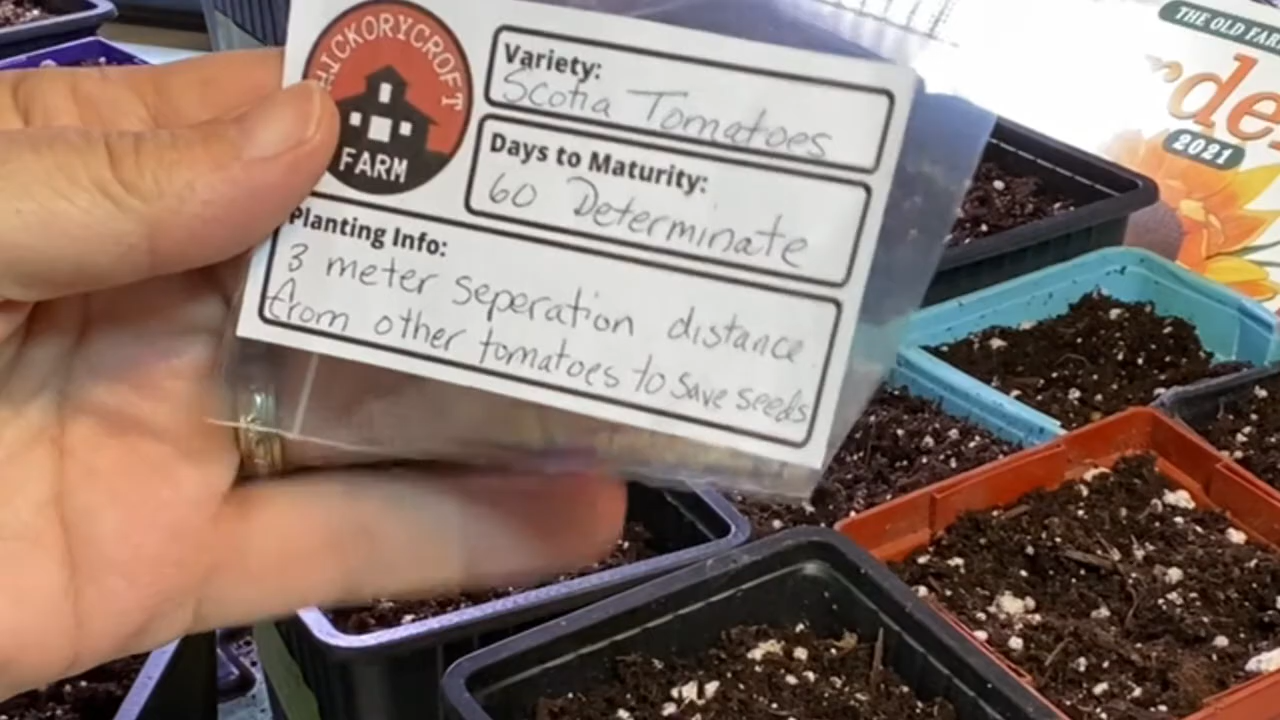 HICKORYCROFT
FARM
Variety:
Scotia Tomatoes
Days to Maturity:
60 Determinate
Planting Info:
3 meter seperation distance
from other tomatoes to save seeds
THE OLD FAR
der
2021